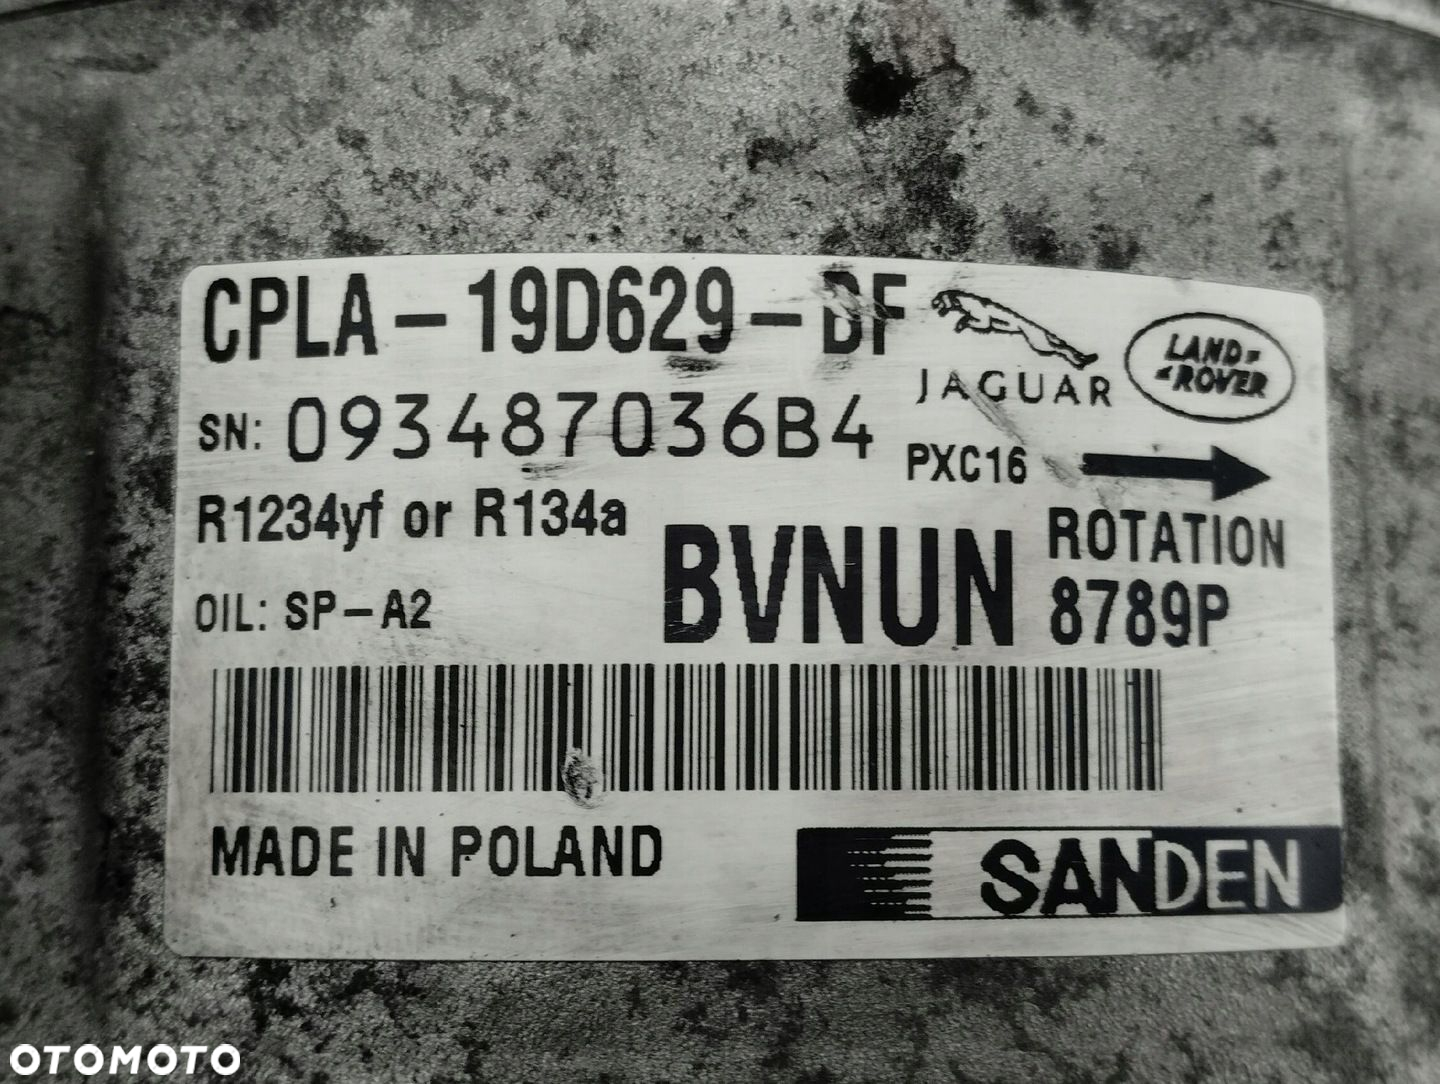 CPLA-19D629-BF
JAGUAR
LAND-
-ROVER
SN: 093487036B4
PXC16
R1234yf or R134a
ROTATION
BVNUN
8789P
OIL: SP-A2
MADE IN POLAND
SANDEN
OTOMOTO